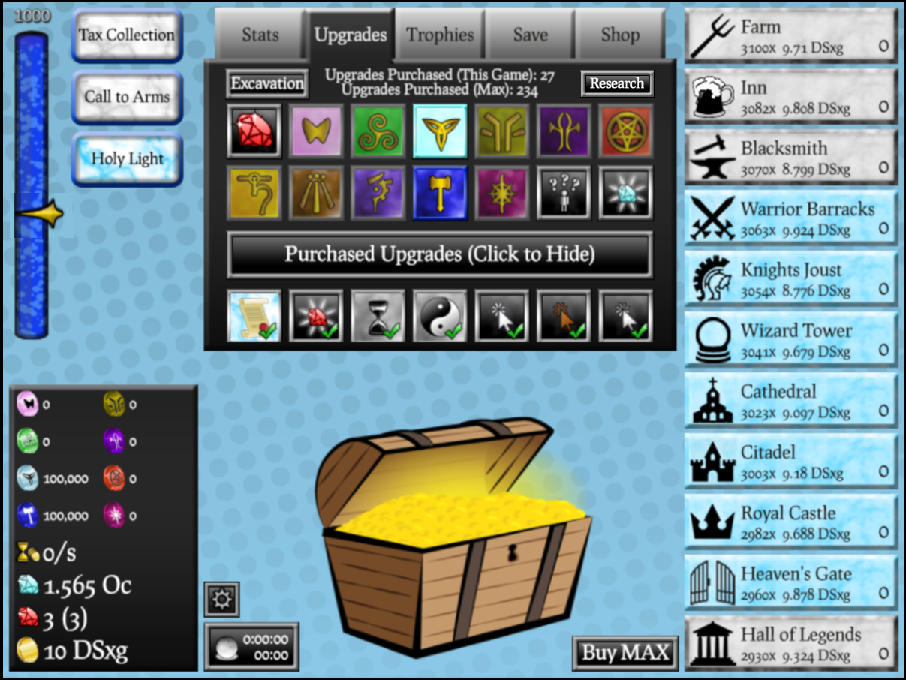 1000
Tax Collection
Call to Arms
Holy Light
Stats
Upgrades
Trophies
Save
Shop
Excavation
Upgrades Purchased (This Game): 27
Upgrades Purchased (Max): 234
Research
???
Purchased Upgrades (Click to Hide)
Farm
3100x 9.71 DSxg
0
Inn
3082x 9.808 DSxg
0
Blacksmith
3070x 8.799 DSxg
0
Warrior Barracks
3063x 9.924 DSxg
0
Knights Joust
3054x 8.776 DSxg
0
Wizard Tower
3041x 9.679 DSxg
0
Cathedral
3023x 9.097 DSxg
0
Citadel
3003x 9.18 DSxg
0
Royal Castle
2982x 9.688 DSxg
0
Heaven's Gate
2960x 9.878 DSxg
0
Hall of Legends
2930x 9.324 DSxg
0
0 0
0 0
100,000 0
100,000 0
0/s
1.565 Oc
3 (3)
10 DSxg
0:00:00
00:00
Buy MAX